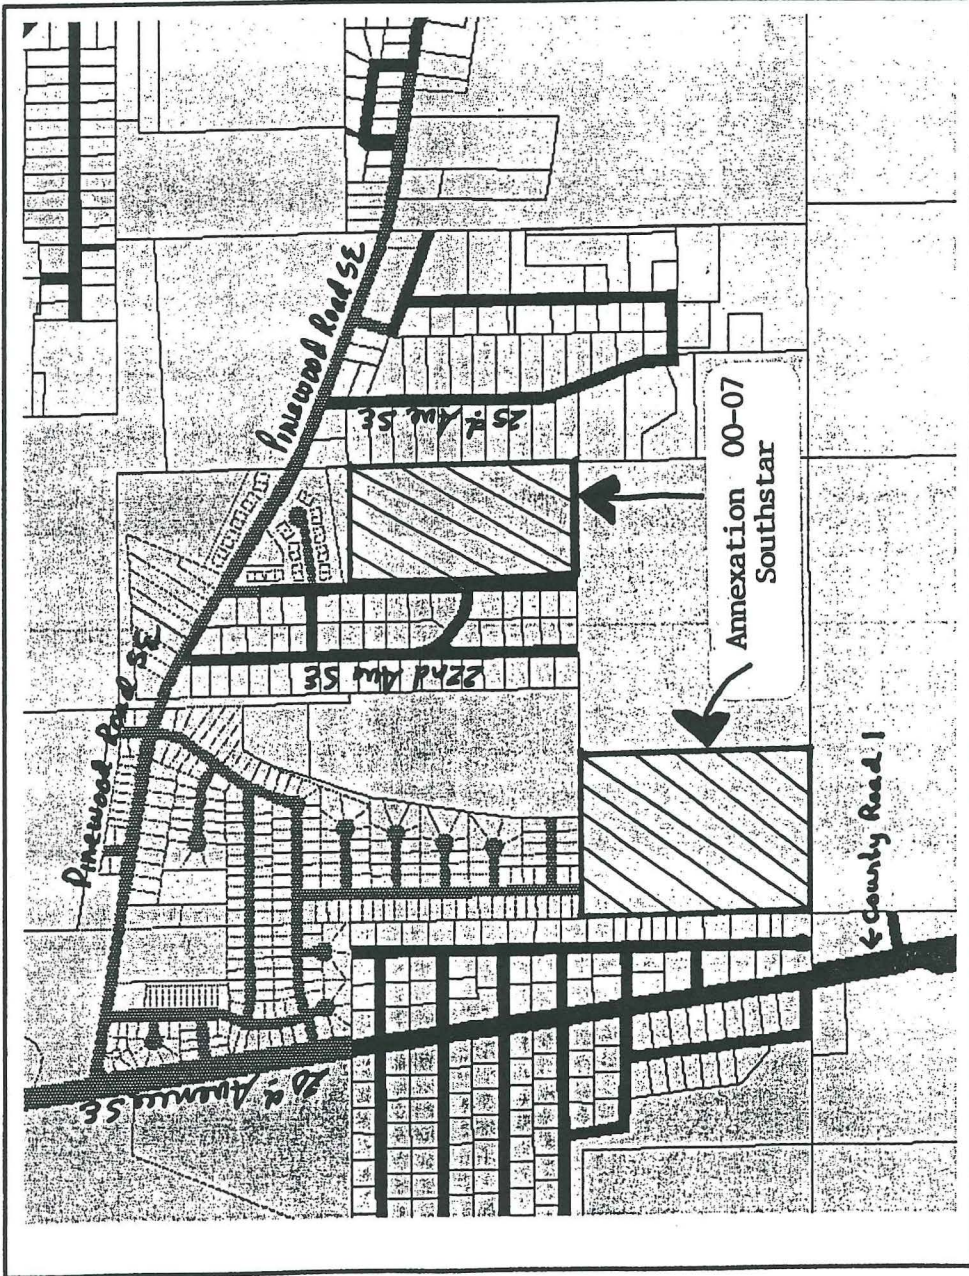 Pinewood Road SE
Pinewood Road SE
25th Ave SE
22nd Ave SE
20th Avenue SE
Annexation 00-07
Southstar
← County Road 1